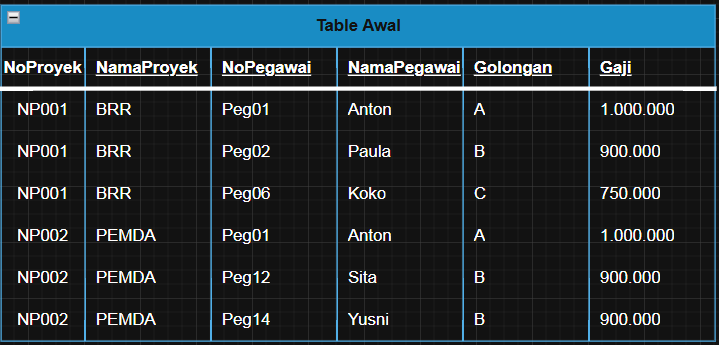 Table Awal
NoProyek NamaProyek NoPegawai NamaPegawai Golongan Gaji
NP001 BRR Peg01 Anton A 1.000.000
NP001 BRR Peg02 Paula B 900.000
NP001 BRR Peg06 Koko C 750.000
NP002 PEMDA Peg01 Anton A 1.000.000
NP002 PEMDA Peg12 Sita B 900.000
NP002 PEMDA Peg14 Yusni B 900.000